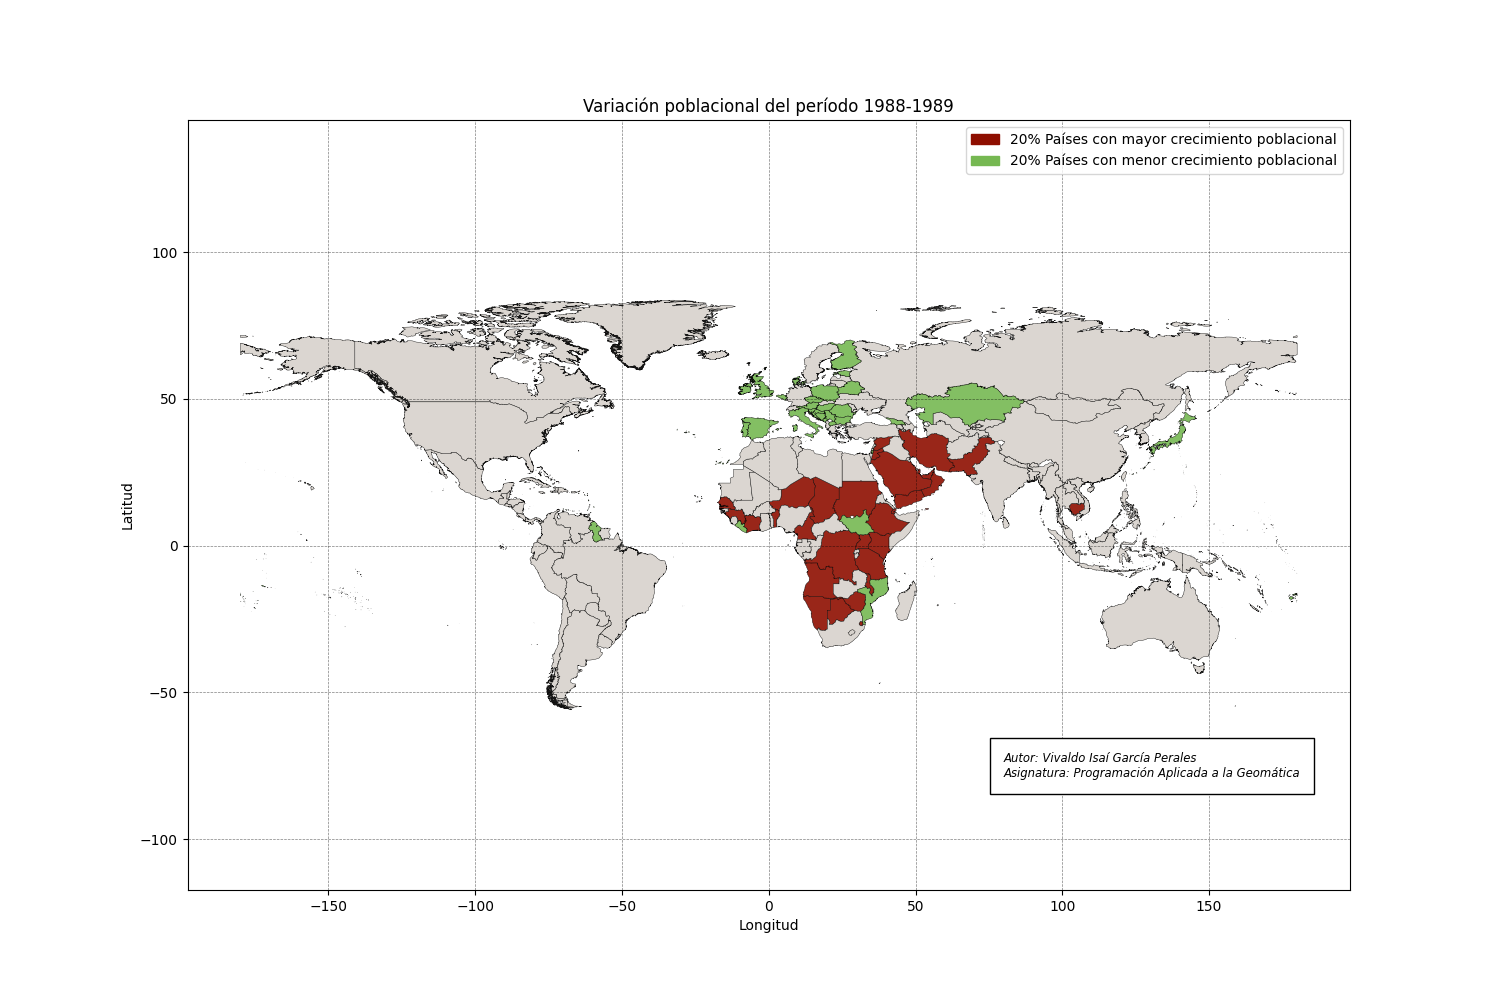 Variación poblacional del período 1988-1989
20% Países con mayor crecimiento poblacional
20% Países con menor crecimiento poblacional
100
50
0
−50
−100
Latitud
Autor: Vivaldo Isaí García Perales
Asignatura: Programación Aplicada a la Geomática
−150
−100
−50
0
50
100
150
Longitud